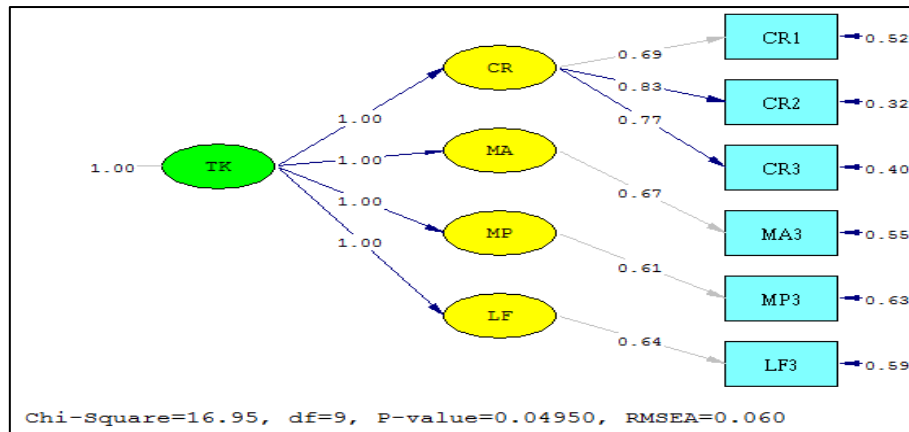 CR1
0.52
0.69
CR
0.83
CR2
0.32
0.77
1.00
CR3
0.40
1.00
TK
1.00
MA
0.67
MA3
0.55
1.00
MP
0.61
MP3
0.63
1.00
LF
0.64
LF3
0.59
Chi-Square=16.95, df=9, P-value=0.04950, RMSEA=0.060